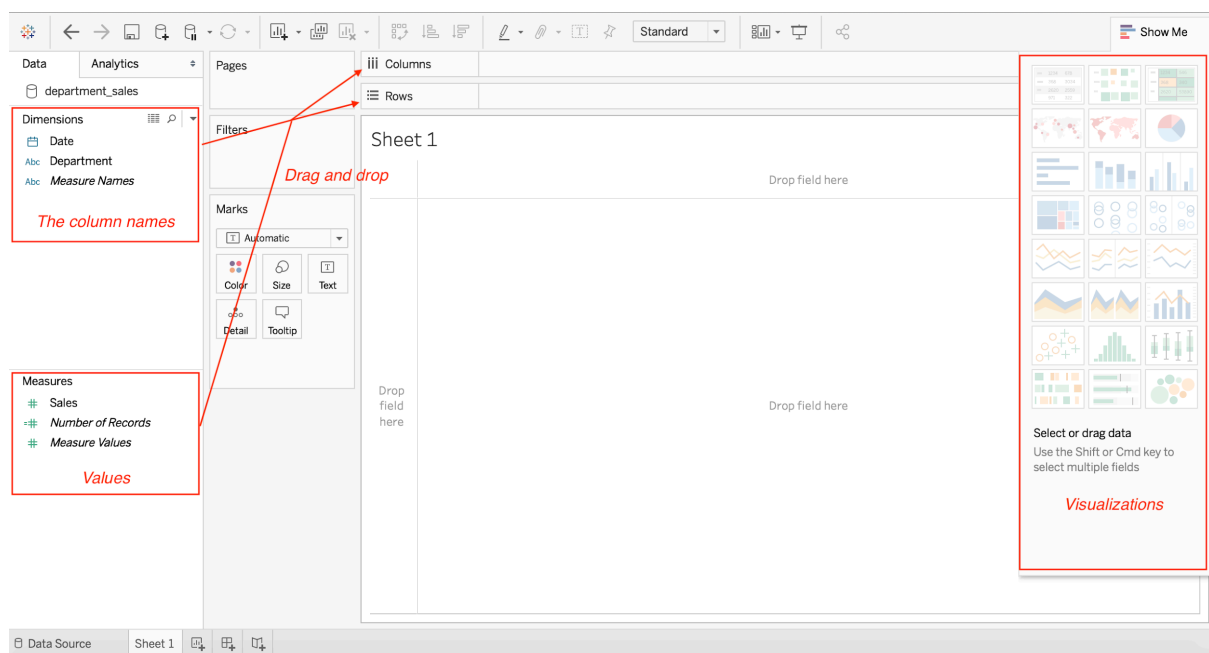 Standard
Show Me
Data
Analytics
department_sales
Dimensions
Date
Abc Department
Abc Measure Names
The column names
Measures
Sales
Number of Records
Measure Values
Values
Pages
Filters
Drag and drop
Marks
T Automatic
Color
Size
T
Text
Detail
Tooltip
Columns
Rows
Sheet 1
Drop field here
Drop
field
here
Drop field here
Select or drag data
Use the Shift or Cmd key to
select multiple fields
Visualizations
Data Source
Sheet 1